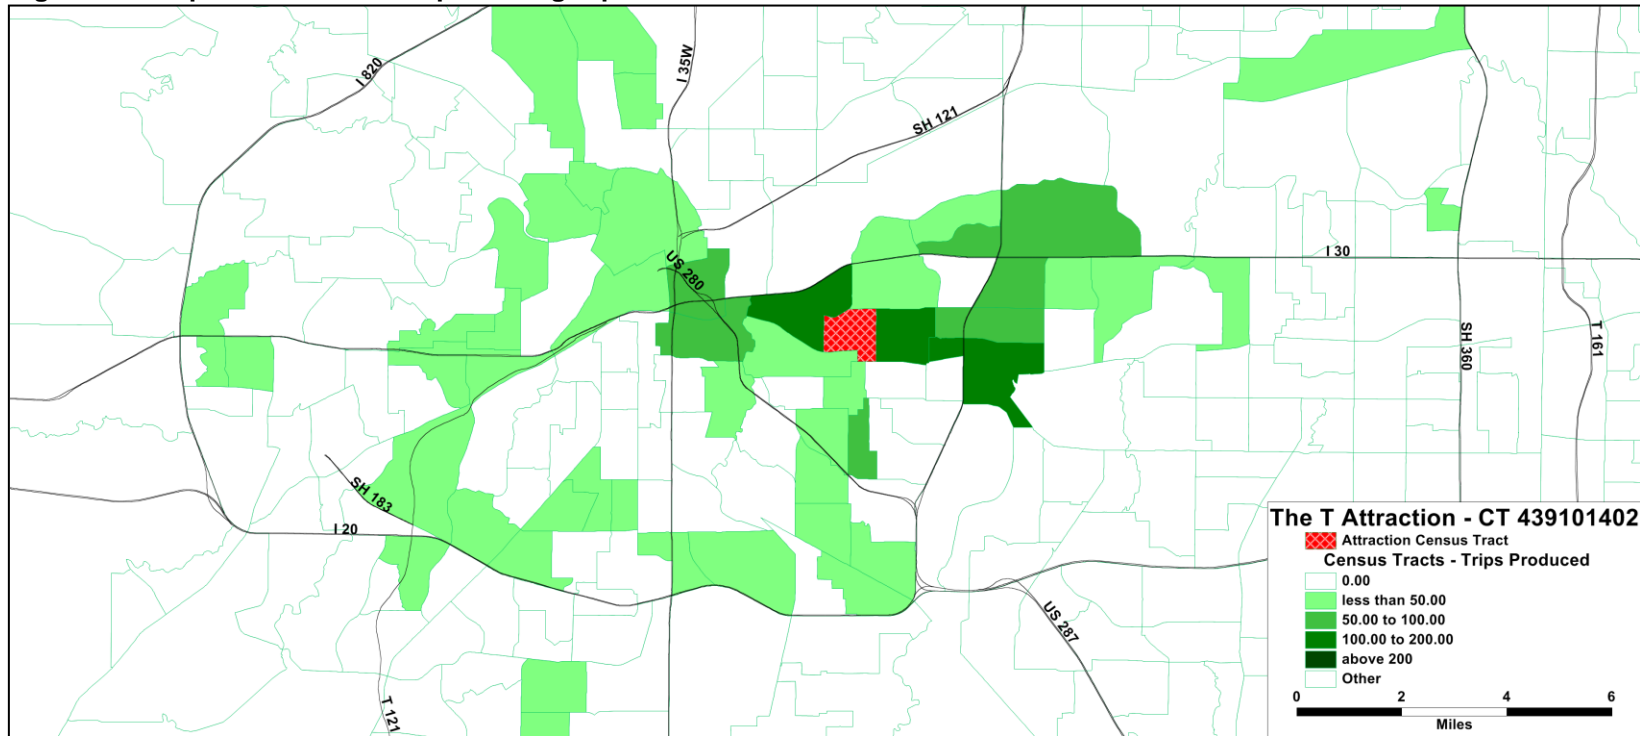 I 820
I 35W
SH 121
I 30
US 280
SH 360
T 161
SH 183
I 20
US 287
T 121
The T Attraction - CT 439101402
Attraction Census Tract
Census Tracts - Trips Produced
0.00
less than 50.00
50.00 to 100.00
100.00 to 200.00
above 200
Other
0 2 4 6
Miles